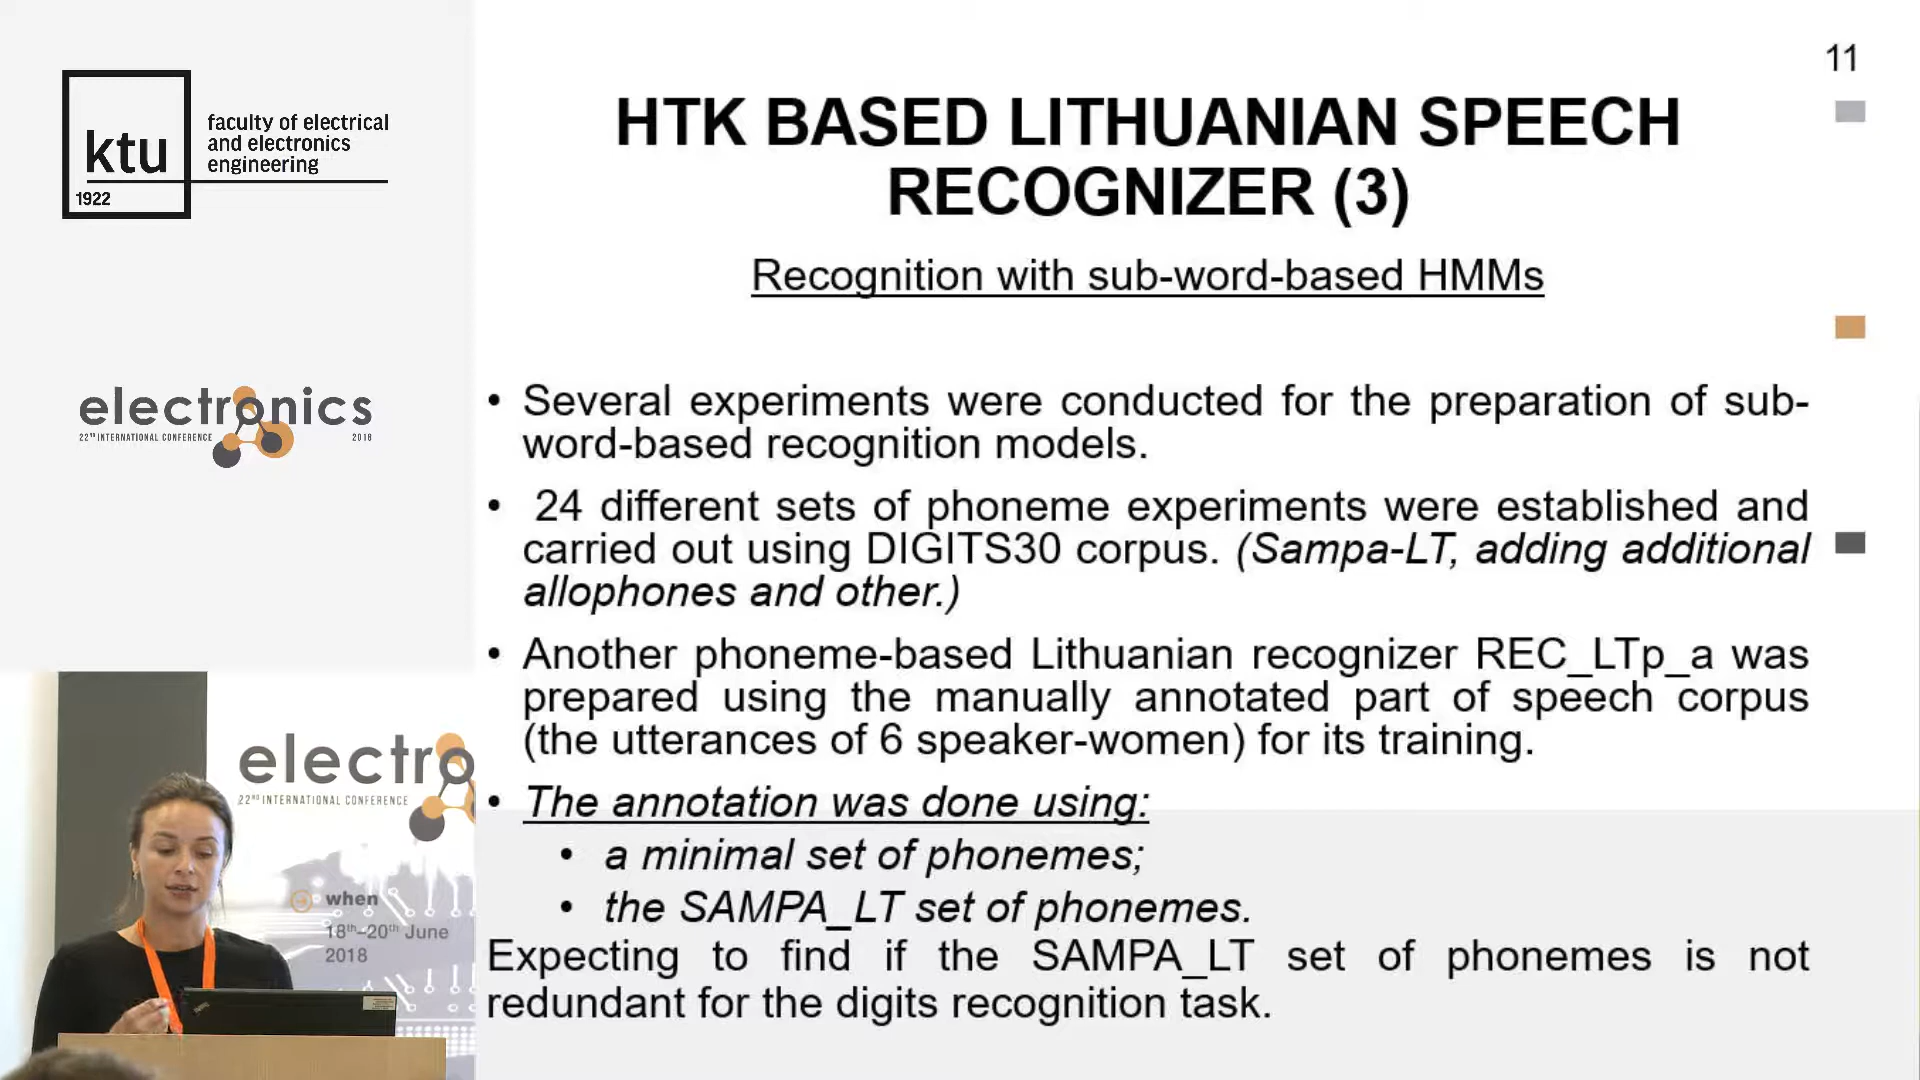 11
ktu
1922
faculty of electrical
and electronics
engineering
HTK BASED LITHUANIAN SPEECH
RECOGNIZER (3)
Recognition with sub-word-based HMMs
electronics
22ND INTERNATIONAL CONFERENCE 2018
• Several experiments were conducted for the preparation of sub-
word-based recognition models.
• 24 different sets of phoneme experiments were established and
carried out using DIGITS30 corpus. (Sampa-LT, adding additional
allophones and other.)
• Another phoneme-based Lithuanian recognizer REC_LTp_a was
prepared using the manually annotated part of speech corpus
(the utterances of 6 speaker-women) for its training.
• The annotation was done using:
• a minimal set of phonemes;
• the SAMPA_LT set of phonemes.
Expecting to find if the SAMPA_LT set of phonemes is not
redundant for the digits recognition task.
electro
22ND INTERNATIONAL CONFERENCE
when
18th–20th June
2018